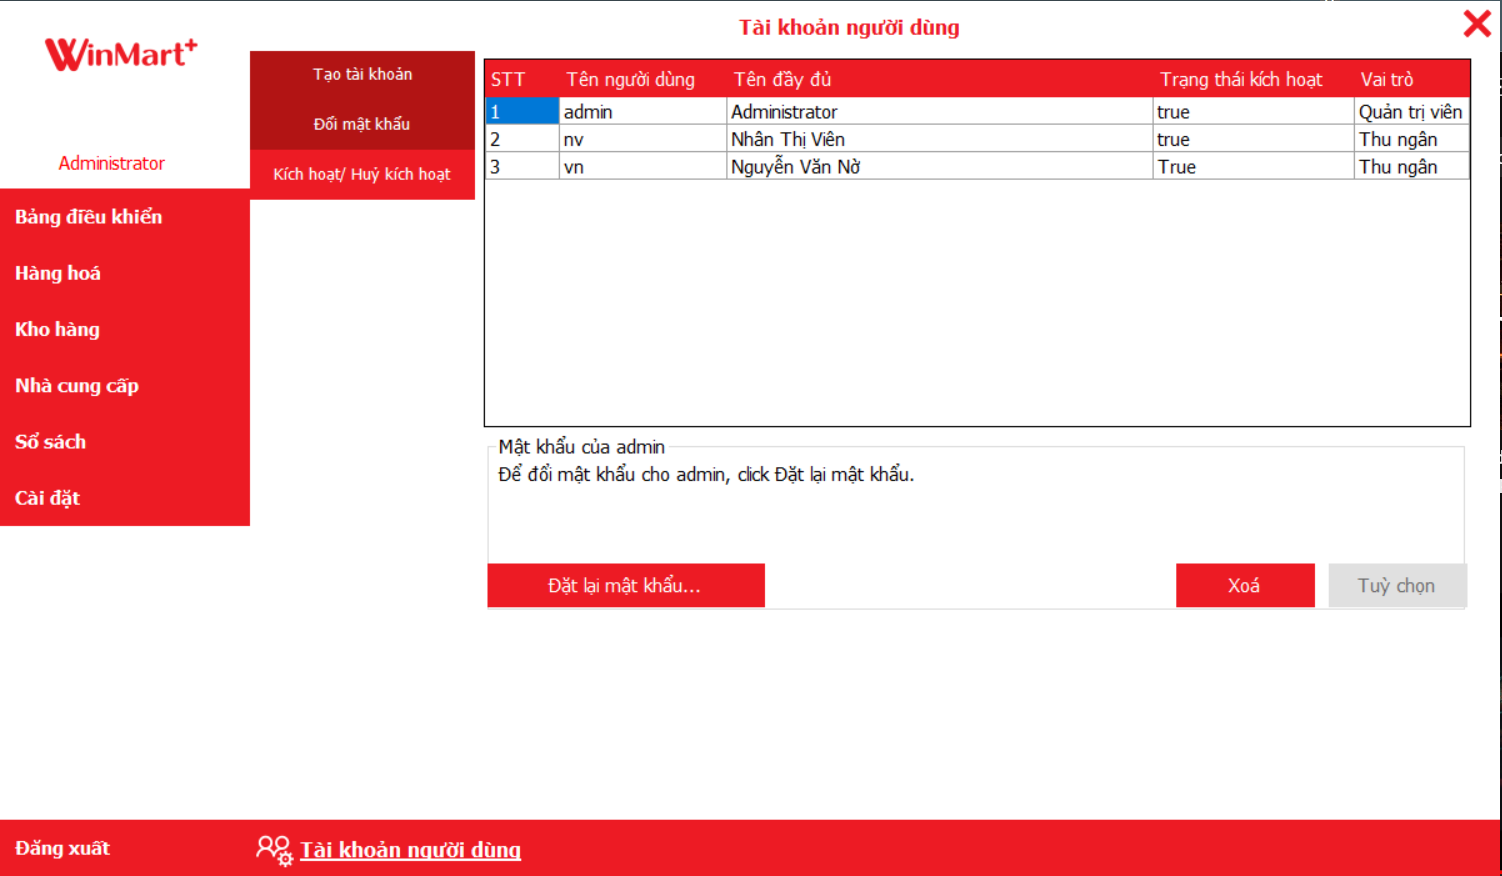 Tài khoản người dùng
WinMart+
Administrator
Bảng điều khiển
Hàng hoá
Kho hàng
Nhà cung cấp
Sổ sách
Cài đặt
Tạo tài khoản
Đổi mật khẩu
Kích hoạt/ Huỷ kích hoạt
STT Tên người dùng Tên đầy đủ Trạng thái kích hoạt Vai trò
1 admin Administrator true Quản trị viên
2 nv Nhân Thị Viên true Thu ngân
3 vn Nguyễn Văn Nờ True Thu ngân
Mật khẩu của admin
Để đổi mật khẩu cho admin, click Đặt lại mật khẩu.
Đặt lại mật khẩu... Xoá Tuỳ chọn
Đăng xuất Tài khoản người dùng